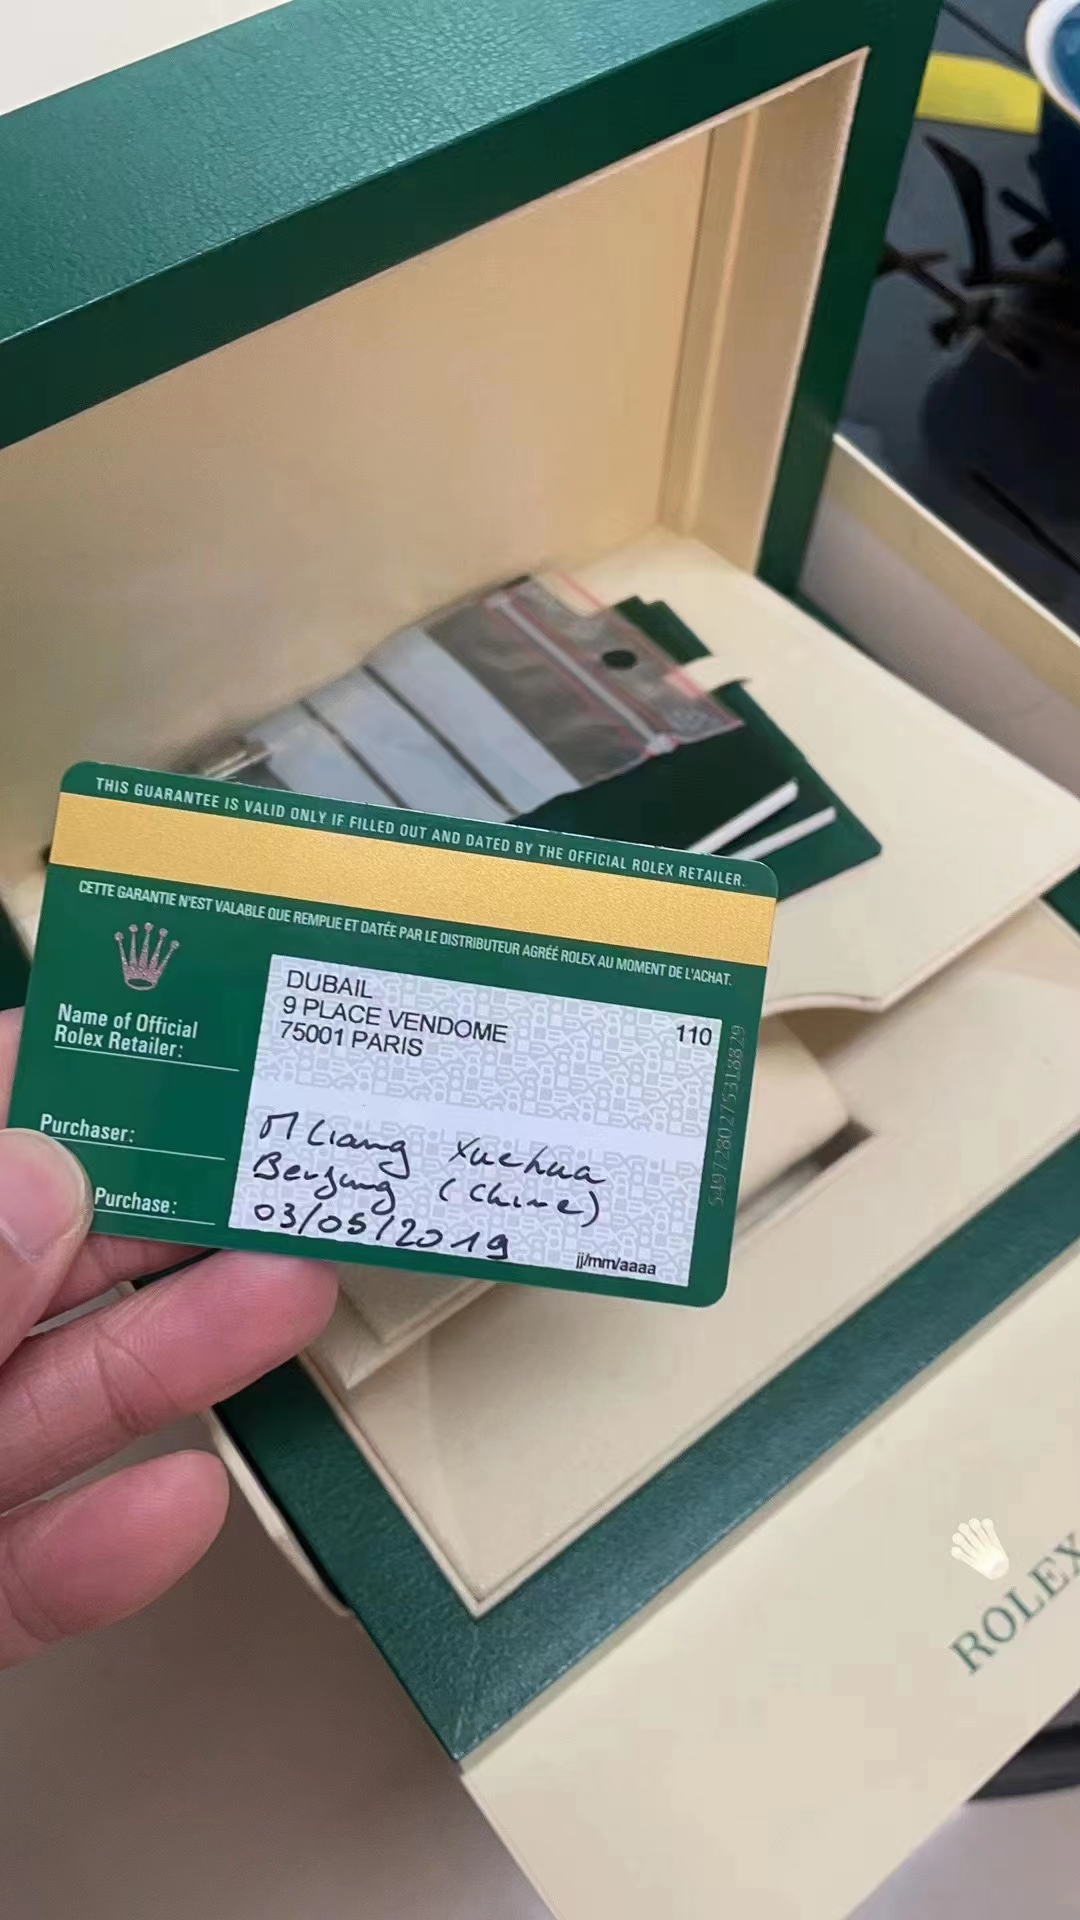 THIS GUARANTEE IS VALID ONLY IF FILLED OUT AND DATED BY THE OFFICIAL ROLEX RETAILER.
CETTE GARANTIE N'EST VALABLE QUE REMPLIE ET DATÉE PAR LE DISTRIBUTEUR AGRÉÉ ROLEX AU MOMENT DE L'ACHAT.
Name of Official
Rolex Retailer:
DUBAIL
9 PLACE VENDOME 110
75001 PARIS
Purchaser:
M Liang Xuehua
Beijing (Chine)
Purchase:
03/05/2019
jj/mm/aaaa
ROLEX